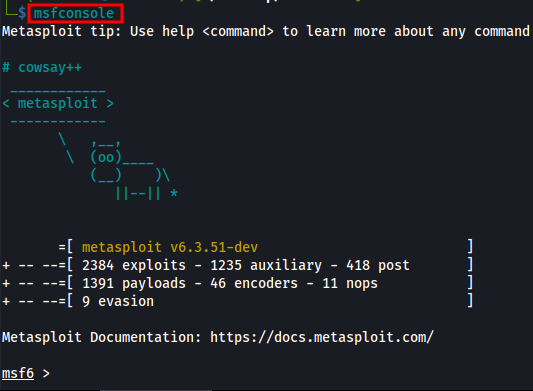 $ msfconsole
Metasploit tip: Use help <command> to learn more about any command
# cowsay++
 ____________
< metasploit >
 ------------
       \   ,__,
        \  (oo)____
           (__)    )\
              ||--|| *
       =[ metasploit v6.3.51-dev                          ]
+ -- --=[ 2384 exploits - 1235 auxiliary - 418 post       ]
+ -- --=[ 1391 payloads - 46 encoders - 11 nops           ]
+ -- --=[ 9 evasion                                       ]
Metasploit Documentation: https://docs.metasploit.com/
msf6 >